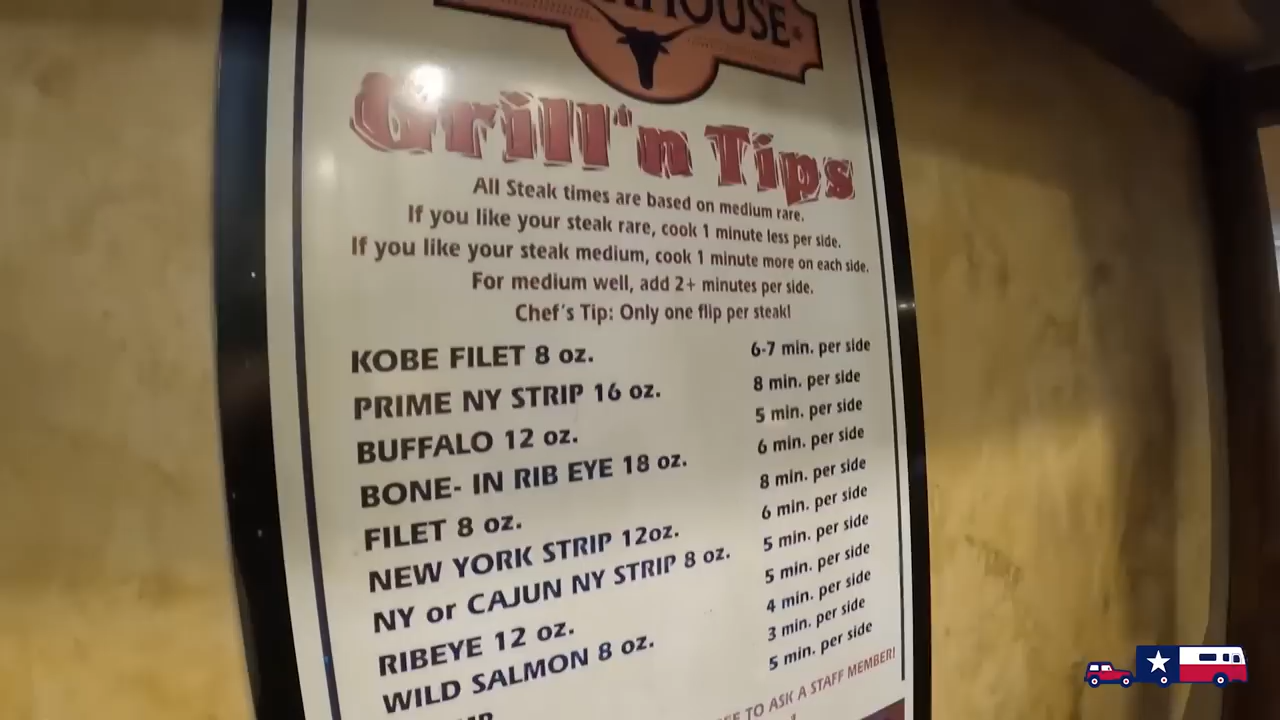 HOUSE
Grill'n Tips
All Steak times are based on medium rare.
If you like your steak rare, cook 1 minute less per side.
If you like your steak medium, cook 1 minute more on each side.
For medium well, add 2+ minutes per side.
Chef's Tip: Only one flip per steak!
KOBE FILET 8 oz. 6-7 min. per side
PRIME NY STRIP 16 oz. 8 min. per side
BUFFALO 12 oz. 5 min. per side
BONE- IN RIB EYE 18 oz. 6 min. per side
FILET 8 oz. 8 min. per side
NEW YORK STRIP 12oz. 6 min. per side
NY or CAJUN NY STRIP 8 oz. 5 min. per side
RIBEYE 12 oz. 5 min. per side
WILD SALMON 8 oz. 4 min. per side
3 min. per side
5 min. per side
TO ASK A STAFF MEMBER!